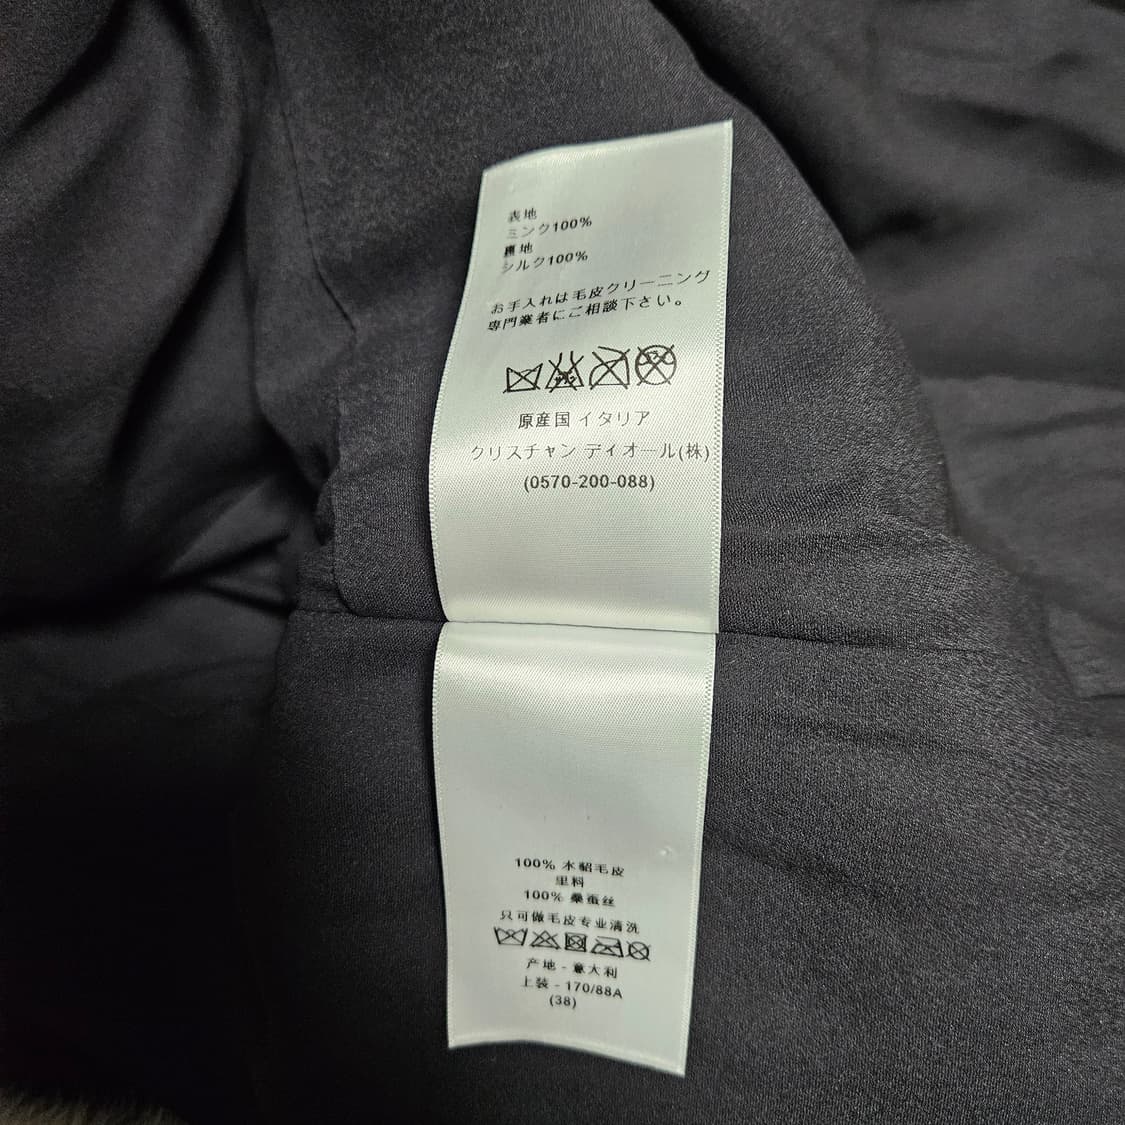 表地
ミンク100%
裏地
シルク100%
お手入れは毛皮クリーニング
専門業者にご相談下さい。
原産国 イタリア
クリスチャン ディオール(株)
(0570-200-088)
100% 水貂毛皮
里料
100% 桑蚕丝
只可做毛皮专业清洗
产地 - 意大利
上装 - 170/88A
(38)